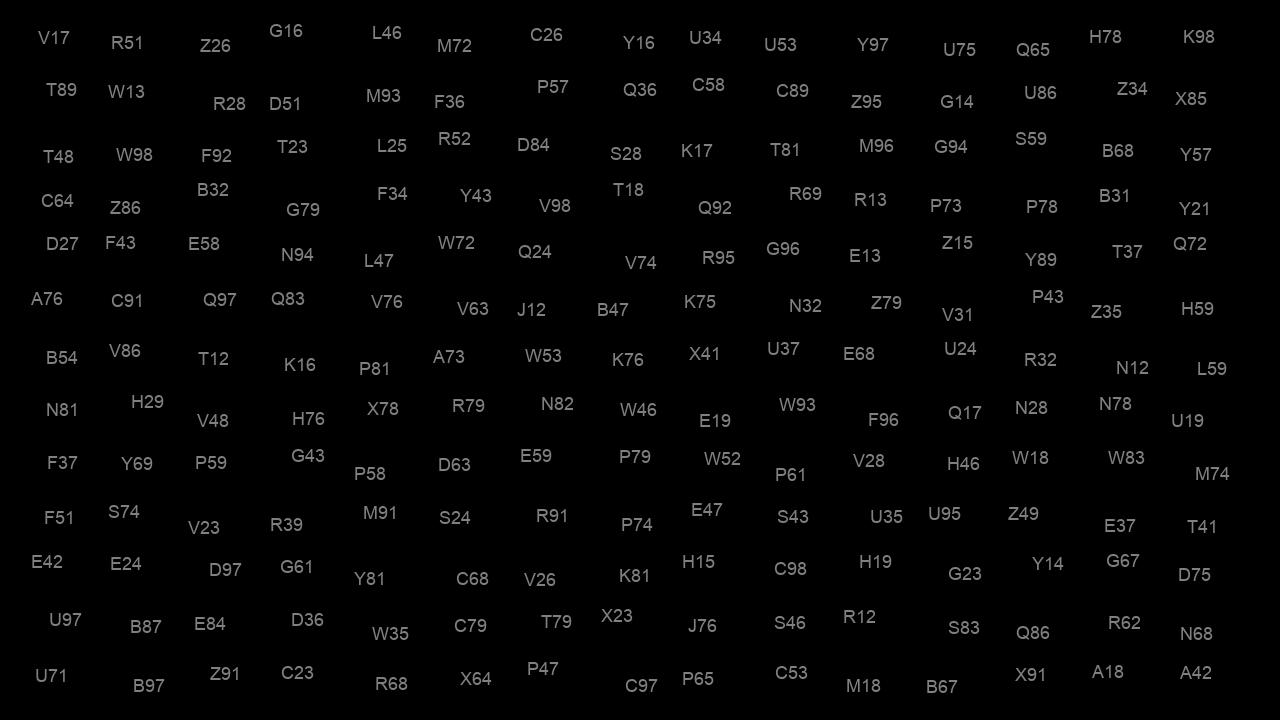 V17 R51 Z26 G16 L46 M72 C26 Y16 U34 U53 Y97 U75 Q65 H78 K98
T89 W13 R28 D51 M93 F36 P57 Q36 C58 C89 Z95 G14 U86 Z34 X85
T48 W98 F92 T23 L25 R52 D84 S28 K17 T81 M96 G94 S59 B68 Y57
C64 Z86 B32 G79 F34 Y43 V98 T18 Q92 R69 R13 P73 P78 B31 Y21
D27 F43 E58 N94 L47 W72 Q24 V74 R95 G96 E13 Z15 Y89 T37 Q72
A76 C91 Q97 Q83 V76 V63 J12 B47 K75 N32 Z79 V31 P43 Z35 H59
B54 V86 T12 K16 P81 A73 W53 K76 X41 U37 E68 U24 R32 N12 L59
N81 H29 V48 H76 X78 R79 N82 W46 E19 W93 F96 Q17 N28 N78 U19
F37 Y69 P59 G43 P58 D63 E59 P79 W52 P61 V28 H46 W18 W83 M74
F51 S74 V23 R39 M91 S24 R91 P74 E47 S43 U35 U95 Z49 E37 T41
E42 E24 D97 G61 Y81 C68 V26 K81 H15 C98 H19 G23 Y14 G67 D75
U97 B87 E84 D36 W35 C79 T79 X23 J76 S46 R12 S83 Q86 R62 N68
U71 B97 Z91 C23 R68 X64 P47 C97 P65 C53 M18 B67 X91 A18 A42